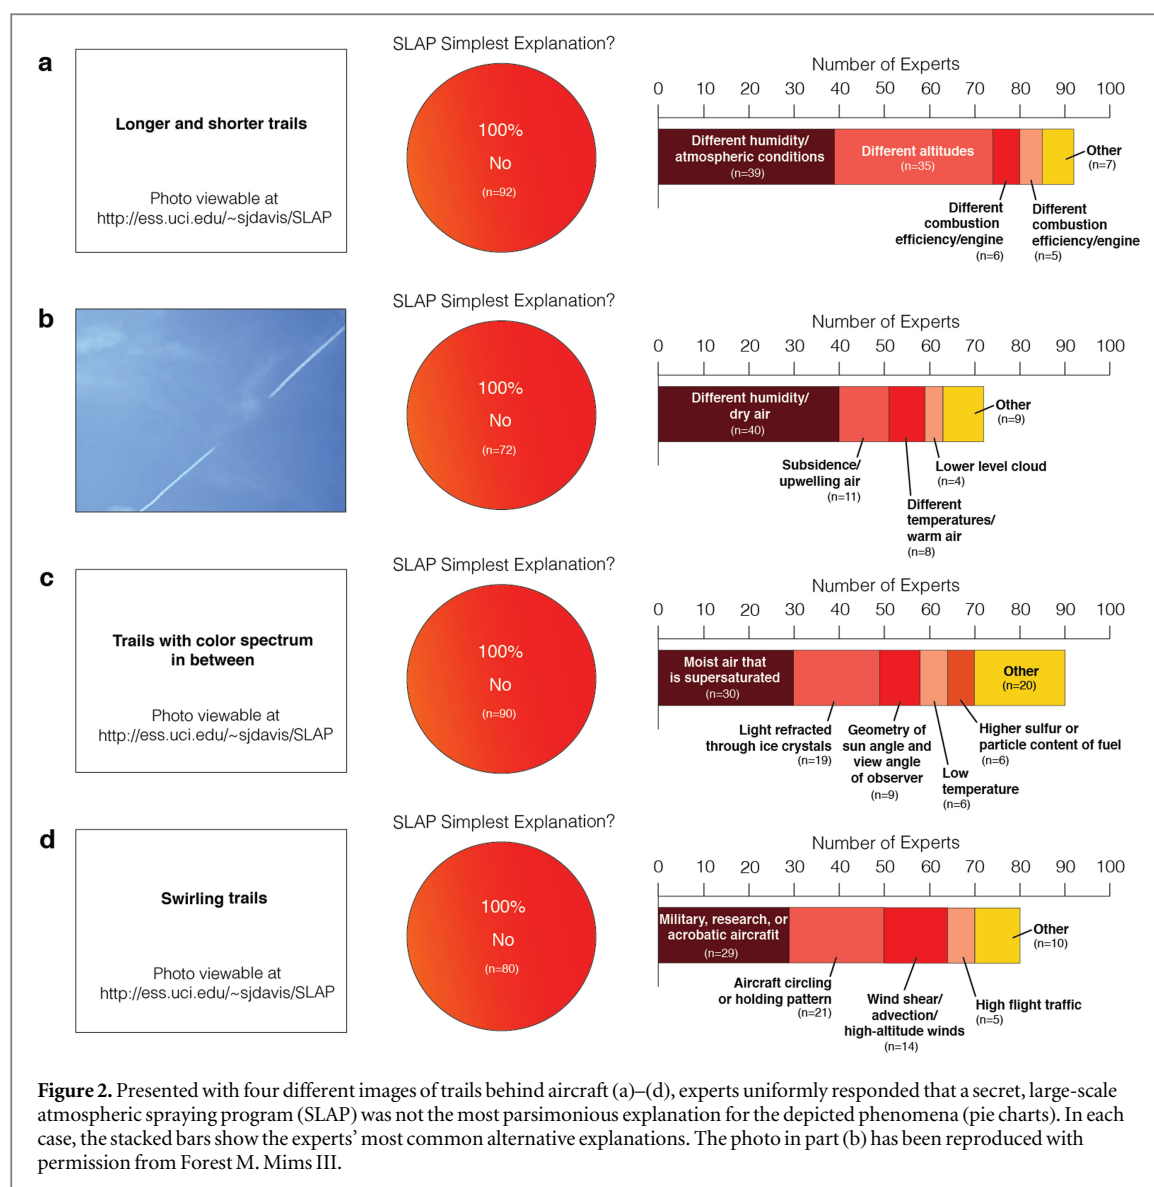 a
Longer and shorter trails
Photo viewable at
http://ess.uci.edu/~sjdavis/SLAP
SLAP Simplest Explanation?
100%
No
(n=92)
Number of Experts
0 10 20 30 40 50 60 70 80 90 100
Different humidity/
atmospheric conditions
(n=39)
Different altitudes
(n=35)
Other
(n=7)
Different
combustion
efficiency/engine
(n=6)
Different
combustion
efficiency/engine
(n=5)
b
SLAP Simplest Explanation?
100%
No
(n=72)
Number of Experts
0 10 20 30 40 50 60 70 80 90 100
Different humidity/
dry air
(n=40)
Other
(n=9)
Subsidence/
upwelling air
(n=11)
Different
temperatures/
warm air
(n=8)
Lower level cloud
(n=4)
c
Trails with color spectrum
in between
Photo viewable at
http://ess.uci.edu/~sjdavis/SLAP
SLAP Simplest Explanation?
100%
No
(n=90)
Number of Experts
0 10 20 30 40 50 60 70 80 90 100
Moist air that
is supersaturated
(n=30)
Other
(n=20)
Light refracted
through ice crystals
(n=19)
Geometry of
sun angle and
view angle
of observer
(n=9)
Low
temperature
(n=6)
Higher sulfur or
particle content of fuel
(n=6)
d
Swirling trails
Photo viewable at
http://ess.uci.edu/~sjdavis/SLAP
SLAP Simplest Explanation?
100%
No
(n=80)
Number of Experts
0 10 20 30 40 50 60 70 80 90 100
Military, research, or
acrobatic aircrafit
(n=29)
Other
(n=10)
Aircraft circling
or holding pattern
(n=21)
Wind shear/
advection/
high-altitude winds
(n=14)
High flight traffic
(n=5)
Figure 2. Presented with four different images of trails behind aircraft (a)–(d), experts uniformly responded that a secret, large-scale
atmospheric spraying program (SLAP) was not the most parsimonious explanation for the depicted phenomena (pie charts). In each
case, the stacked bars show the experts' most common alternative explanations. The photo in part (b) has been reproduced with
permission from Forest M. Mims III.